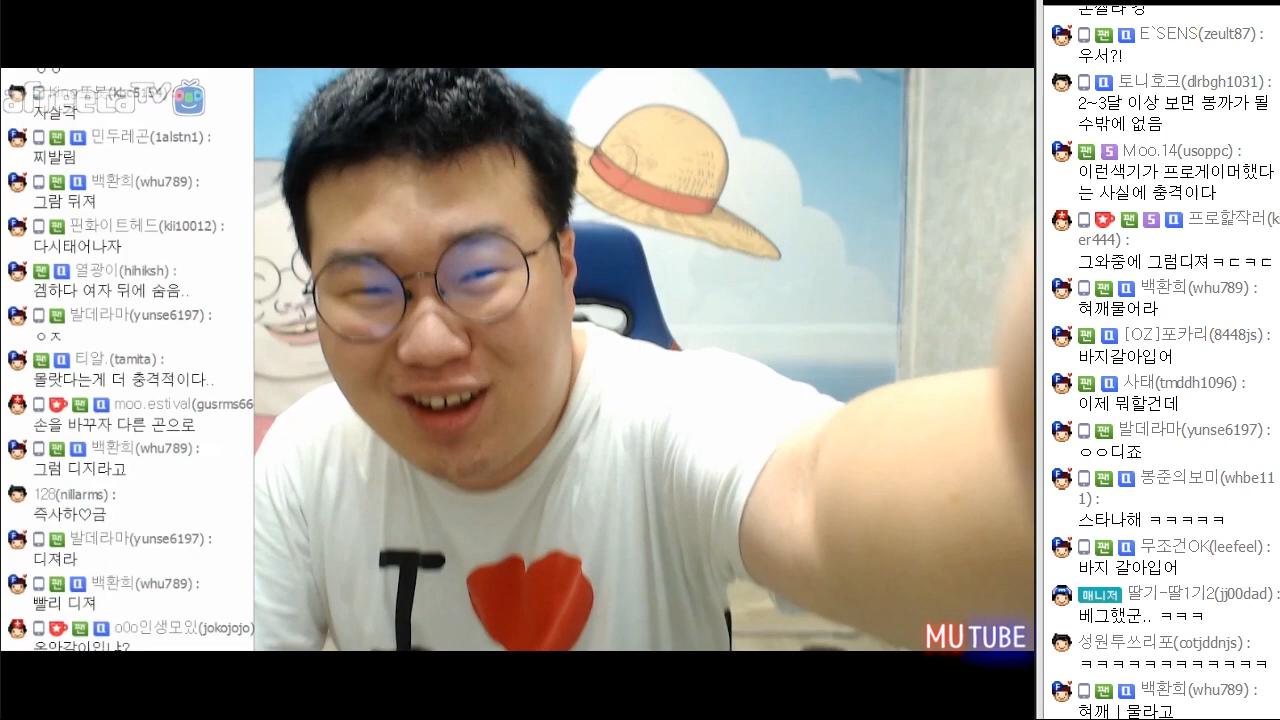 afreecaTV
자살각
민두레곤(1alstn1) :
찌발림
백환희(whu789) :
그람 뒤져
핀화이트헤드(kii10012) :
다시태어나자
열광이(hihiksh) :
겜하다 여자 뒤에 숨음..
발데라마(yunse6197) :
ㅇㅈ
티얄.(tamita) :
몰랏다는게 더 충격적이다..
moo.estival(gusrms66
손을 바꾸자 다른 곤으로
백환희(whu789) :
그럼 디지라고
128(nillarms) :
즉사하♡금
발데라마(yunse6197) :
디져라
백환희(whu789) :
빨리 디져
o0o인생모있(jokojojo)
I
MUTUBE
E`SENS(zeult87) :
우서?!
토니호크(dlrbgh1031) :
2~3달 이상 보면 봉까가 될
수밖에 없음
Moo.14(usoppc) :
이런색기가 프로게이머했다
는 사실에 충격이다
프로핥작러(k
er444) :
그와중에 그럼디져ㅋㄷㅋㄷ
백환희(whu789) :
혀깨물어라
[OZ]포카리(8448js) :
바지갈아입어
사태(tmddh1096) :
이제 뭐할건데
발데라마(yunse6197) :
ㅇㅇ디죠
봉준의보미(whbe11
1) :
스타나해 ㅋㅋㅋㅋㅋ
무조건OK(leefeel) :
바지 갈아입어
매니저 딸기-딸1기2(jj00dad) :
베그했군.. ㅋㅋㅋ
성원투쓰리포(cotjddnjs) :
ㅋㅋㅋㅋㅋㅋㅋㅋㅋㅋㅋㅋ
백환희(whu789) :
혀깨ㅣ물라고